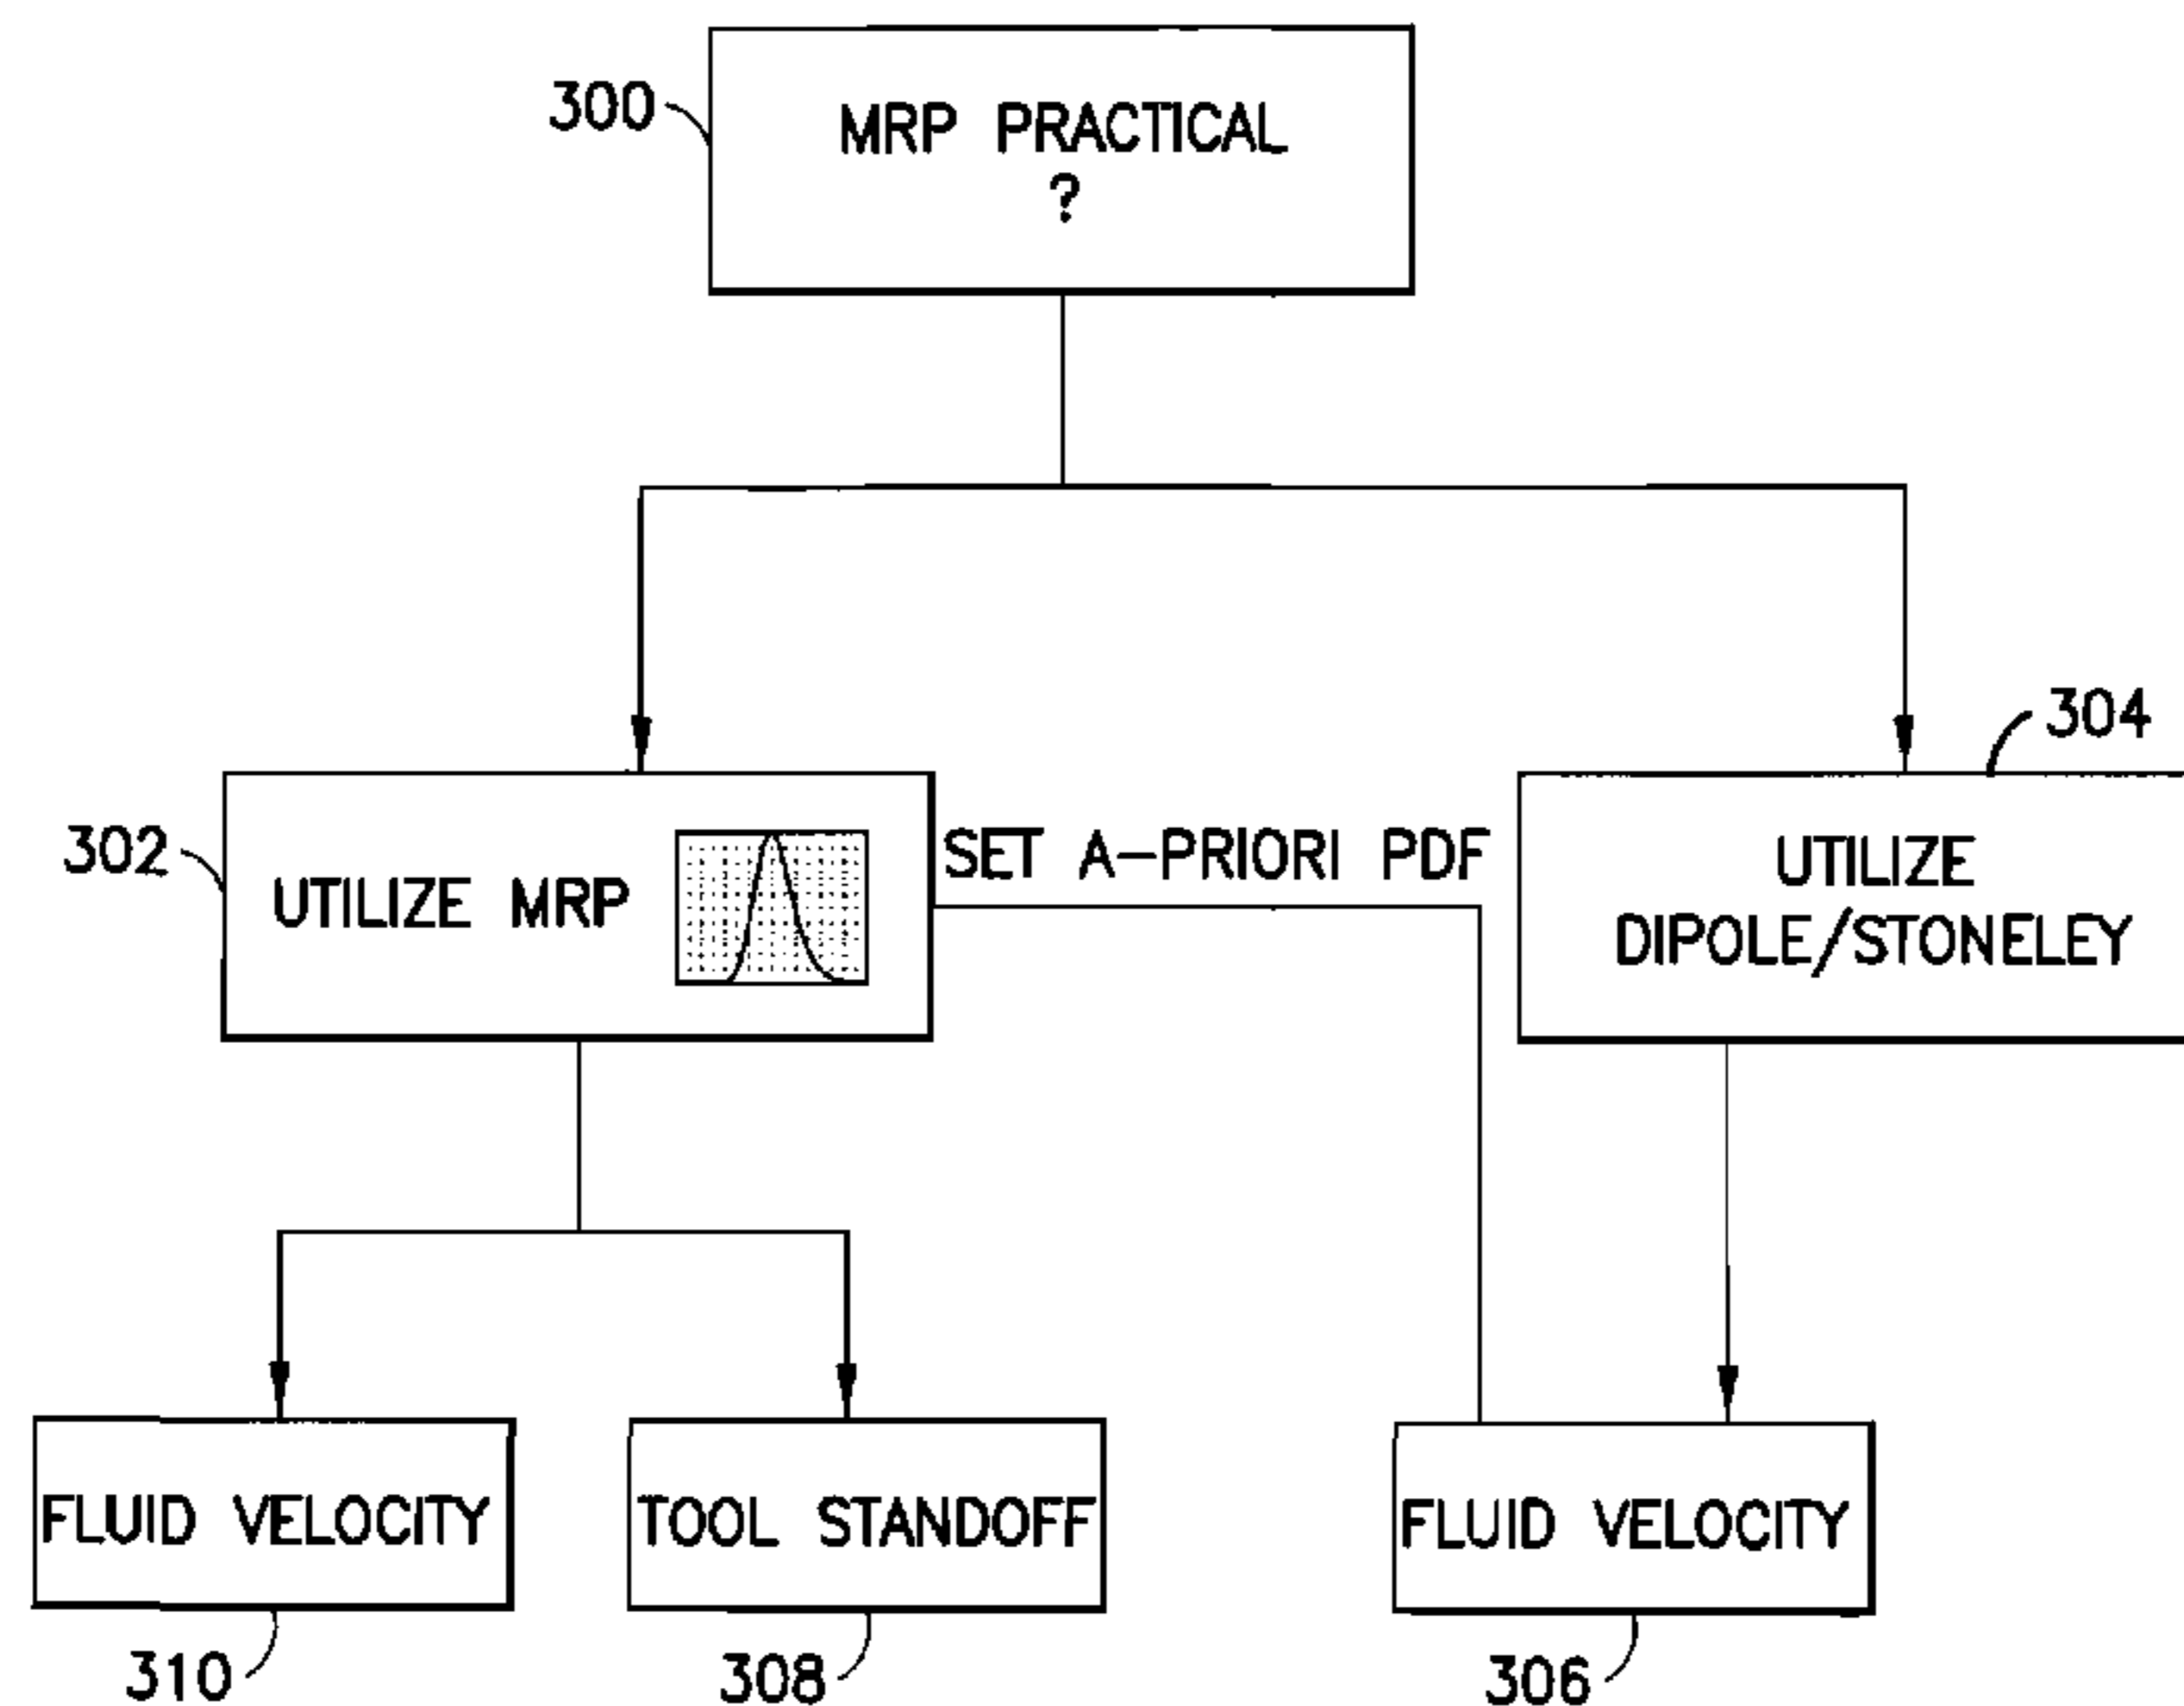 300
MRP PRACTICAL
?
304
302
UTILIZE MRP
SET A-PRIORI PDF
UTILIZE
DIPOLE/STONELEY
FLUID VELOCITY
TOOL STANDOFF
FLUID VELOCITY
310
308
306